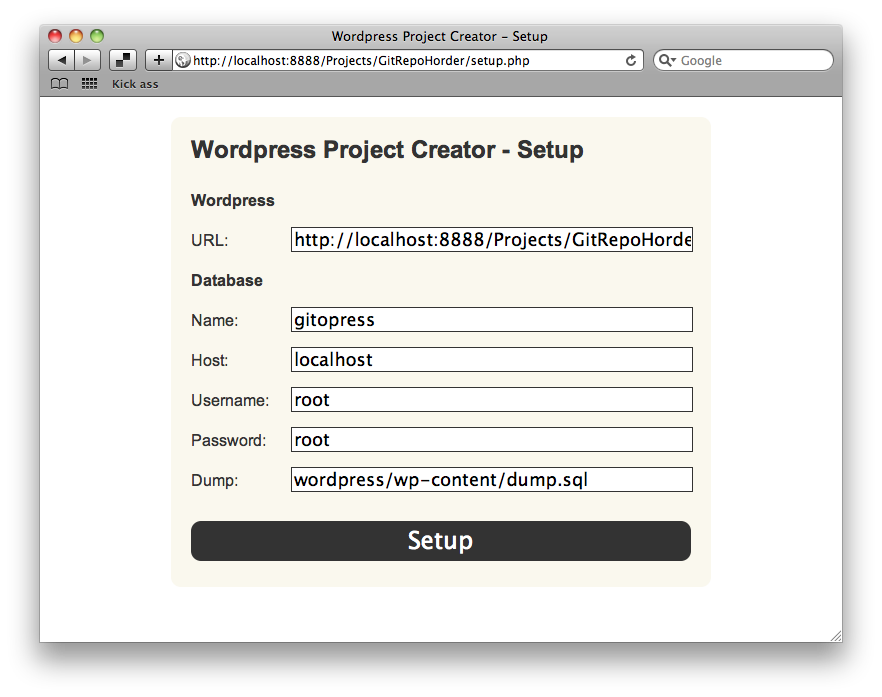 Wordpress Project Creator - Setup
http://localhost:8888/Projects/GitRepoHorder/setup.php
Google
Kick ass
Wordpress Project Creator - Setup
Wordpress
URL: http://localhost:8888/Projects/GitRepoHorde
Database
Name: gitopress
Host: localhost
Username: root
Password: root
Dump: wordpress/wp-content/dump.sql
Setup